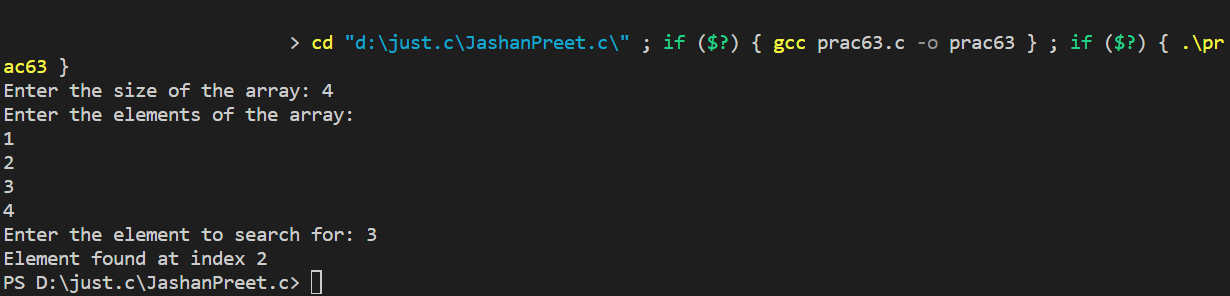 > cd "d:\just.c\JashanPreet.c\" ; if ($?) { gcc prac63.c -o prac63 } ; if ($?) { .\pr
ac63 }
Enter the size of the array: 4
Enter the elements of the array:
1
2
3
4
Enter the element to search for: 3
Element found at index 2
PS D:\just.c\JashanPreet.c>